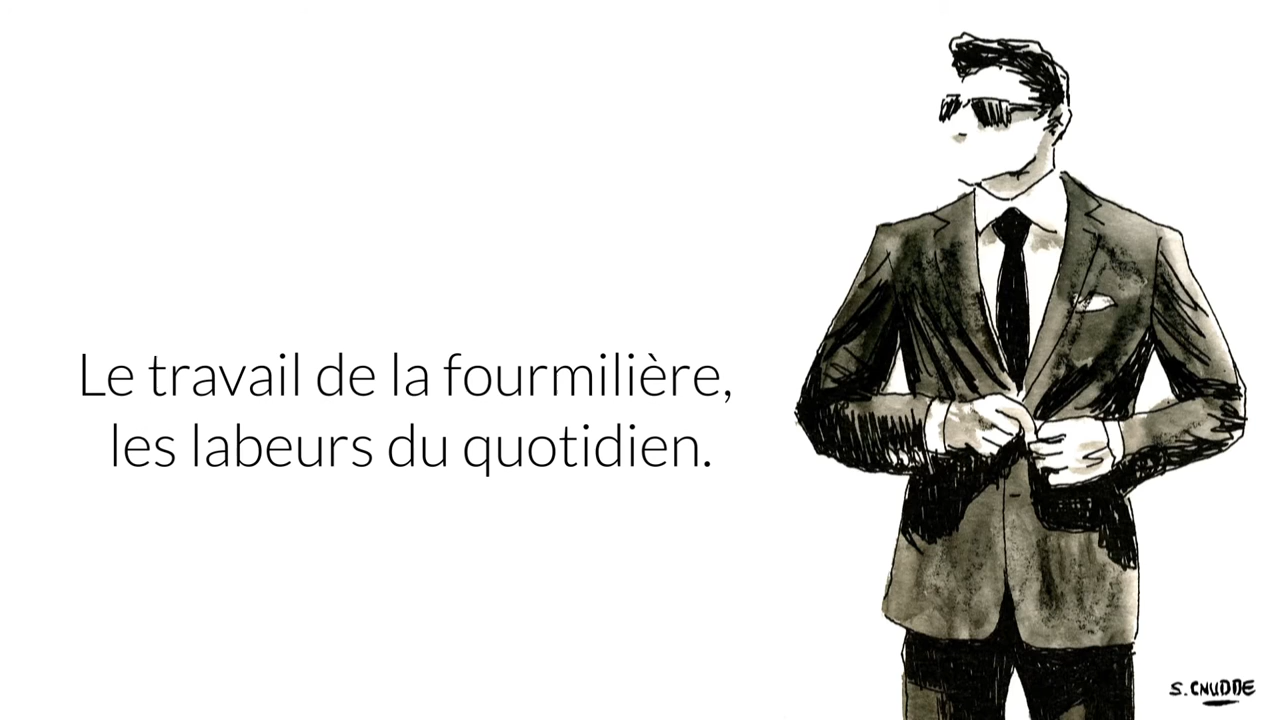 Le travail de la fourmilière,
les labeurs du quotidien.
S. CNUDDE